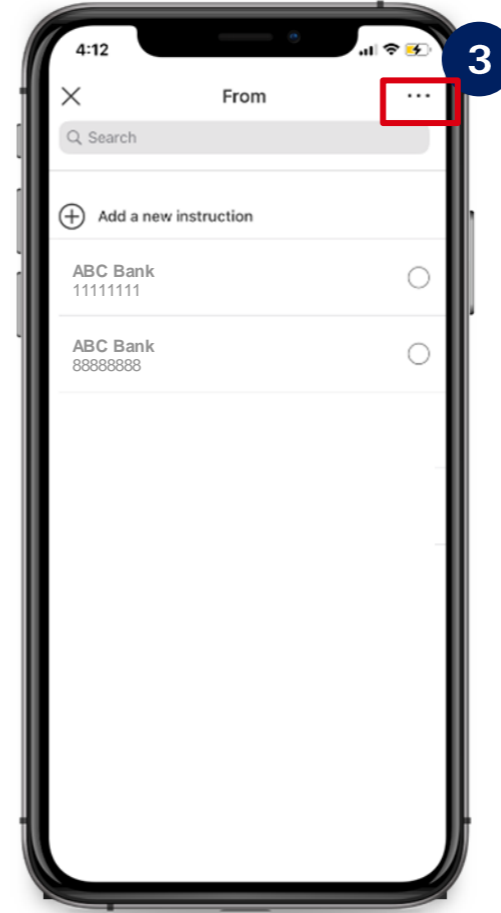 4:12
3
From
...
Search
Add a new instruction
ABC Bank
11111111
ABC Bank
88888888